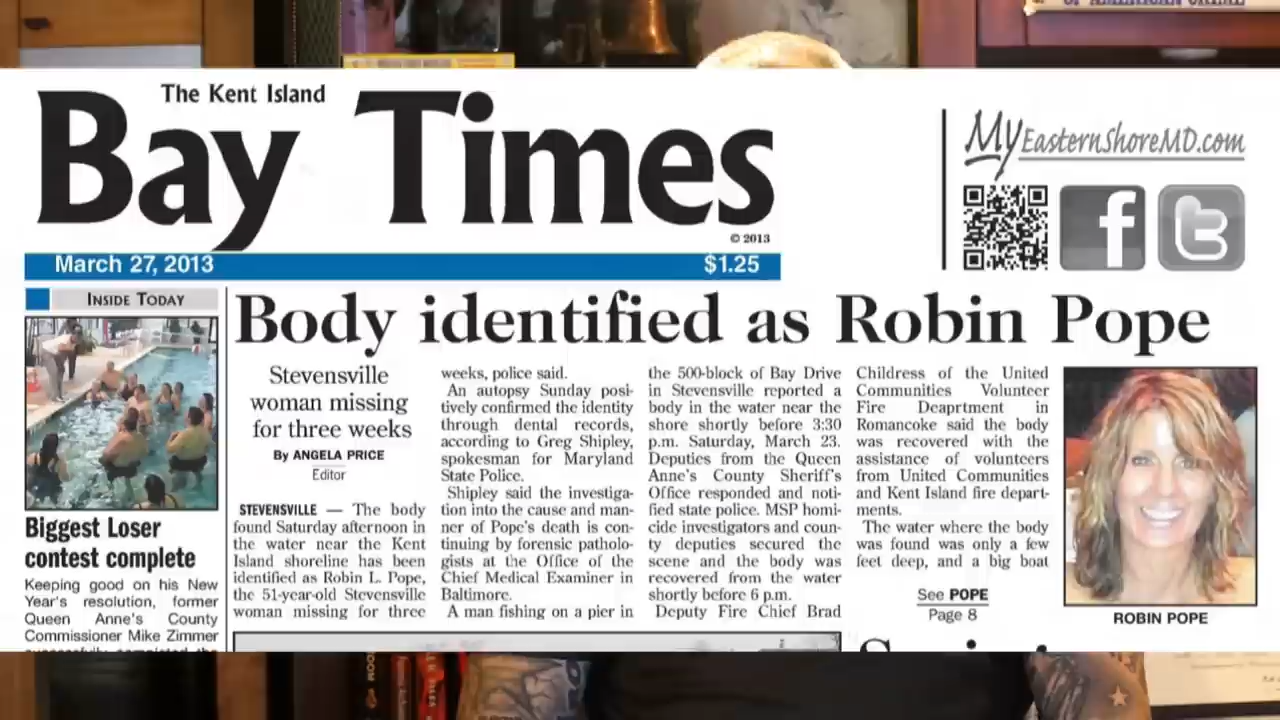 The Kent Island
Bay Times
© 2013
March 27, 2013
$1.25
MyEasternShoreMD.com
INSIDE TODAY
Biggest Loser
contest complete
Keeping good on his New
Year's resolution, former
Queen Anne's County
Commissioner Mike Zimmer
Body identified as Robin Pope
Stevensville
woman missing
for three weeks
By ANGELA PRICE
Editor
STEVENSVILLE — The body
found Saturday afternoon in
the water near the Kent
Island shoreline has been
identified as Robin L. Pope,
the 51-year-old Stevensville
woman missing for three
weeks, police said.
An autopsy Sunday posi-
tively confirmed the identity
through dental records,
according to Greg Shipley,
spokesman for Maryland
State Police.
Shipley said the investiga-
tion into the cause and man-
ner of Pope's death is con-
tinuing by forensic patholo-
gists at the Office of the
Chief Medical Examiner in
Baltimore.
A man fishing on a pier in
the 500-block of Bay Drive
in Stevensville reported a
body in the water near the
shore shortly before 3:30
p.m. Saturday, March 23.
Deputies from the Queen
Anne's County Sheriff's
Office responded and noti-
fied state police. MSP homi-
cide investigators and coun-
ty deputies secured the
scene and the body was
recovered from the water
shortly before 6 p.m.
Deputy Fire Chief Brad
Childress of the United
Communities Volunteer
Fire Deaprtment in
Romancoke said the body
was recovered with the
assistance of volunteers
from United Communities
and Kent Island fire depart-
ments.
The water where the body
was found was only a few
feet deep, and a big boat
See POPE
Page 8
ROBIN POPE